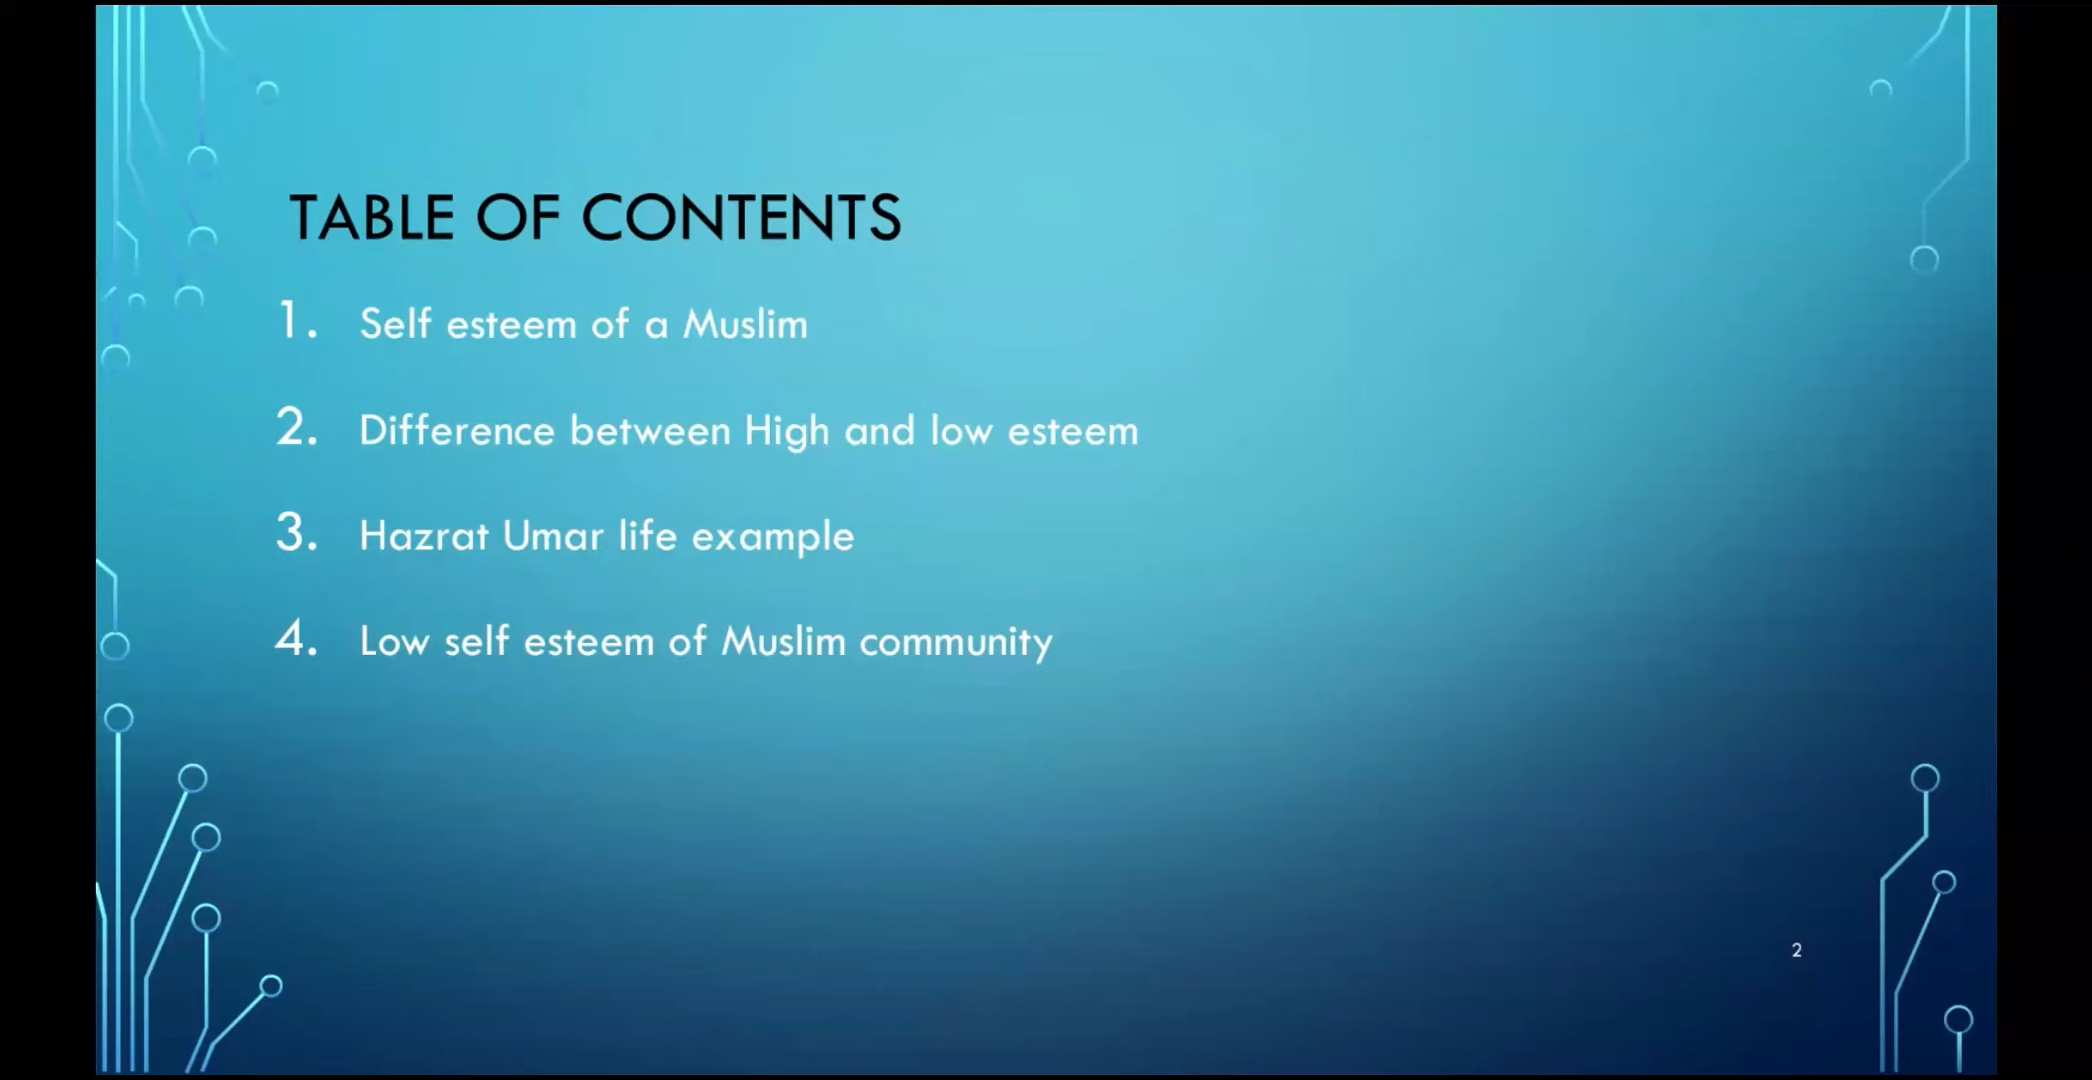 TABLE OF CONTENTS
1. Self esteem of a Muslim
2. Difference between High and low esteem
3. Hazrat Umar life example
4. Low self esteem of Muslim community
2